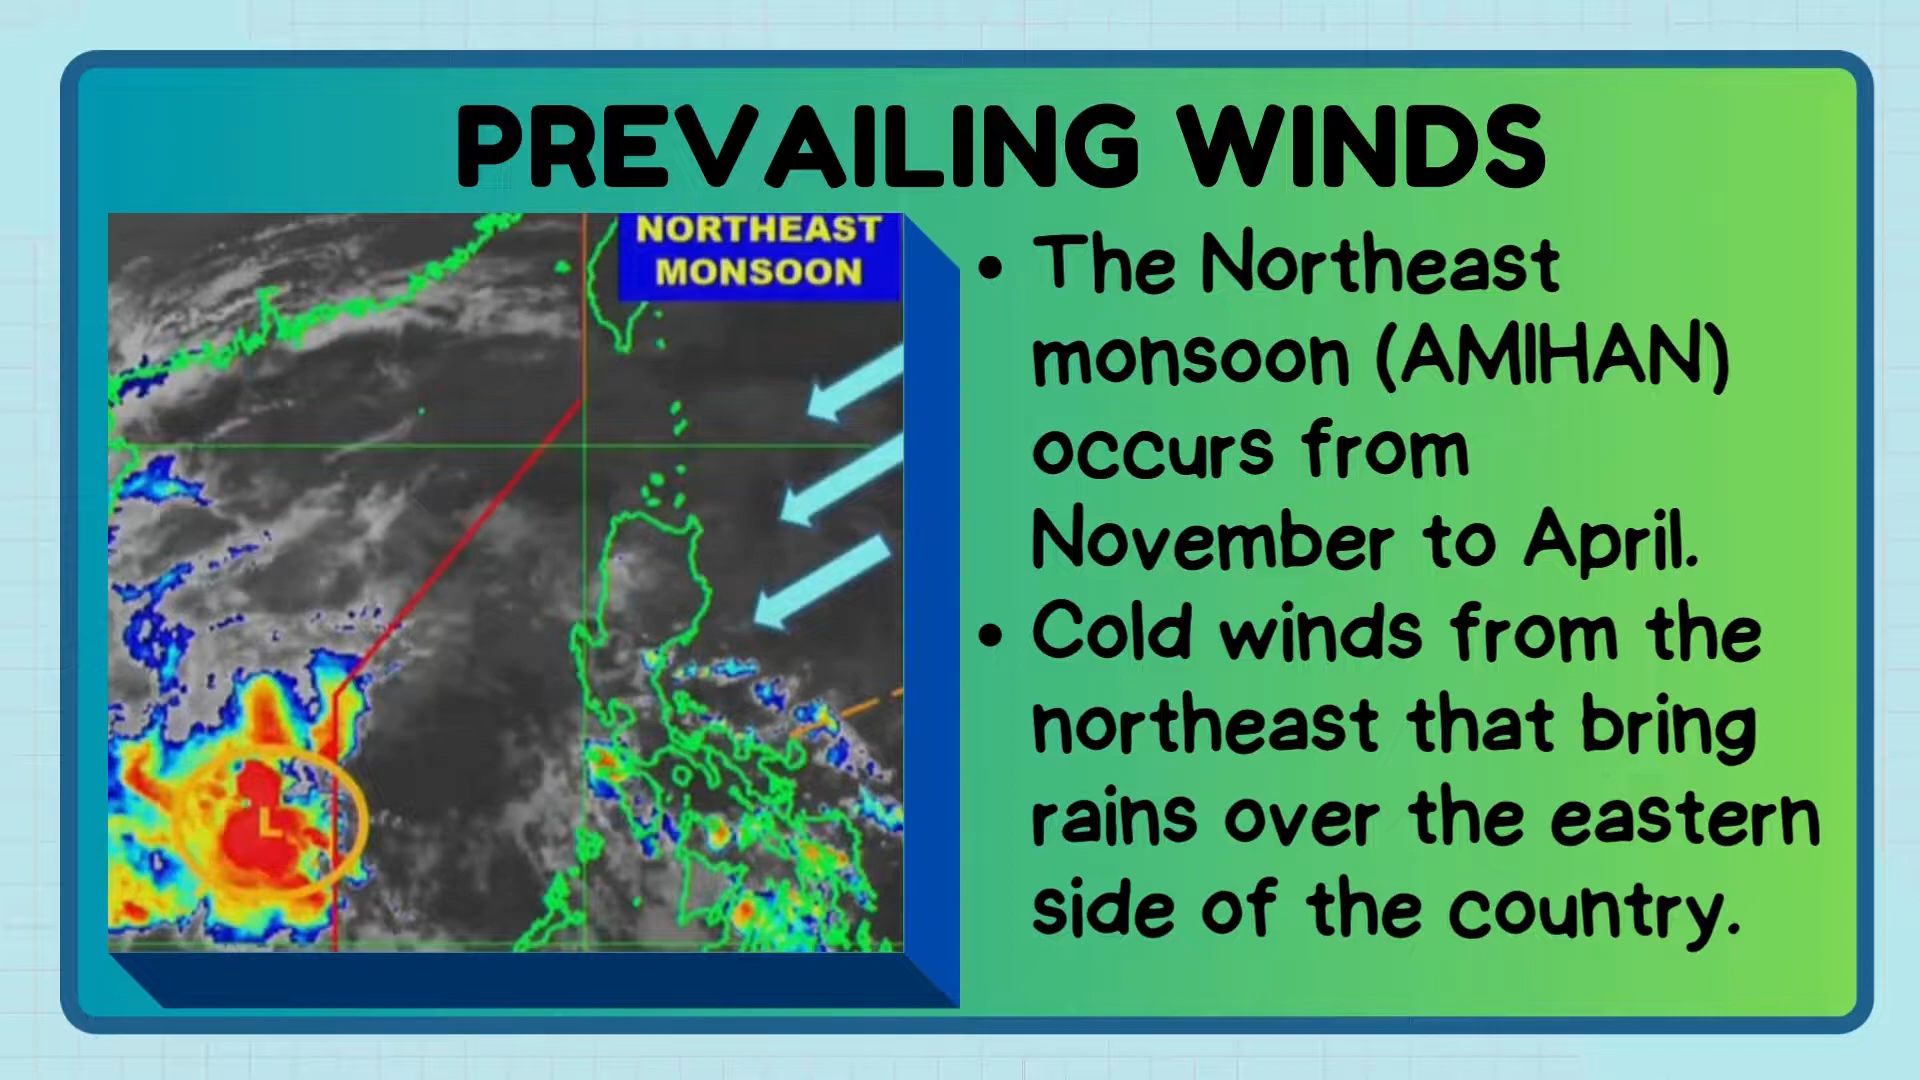 PREVAILING WINDS
NORTHEAST
MONSOON
L
• The Northeast
monsoon (AMIHAN)
occurs from
November to April.
• Cold winds from the
northeast that bring
rains over the eastern
side of the country.